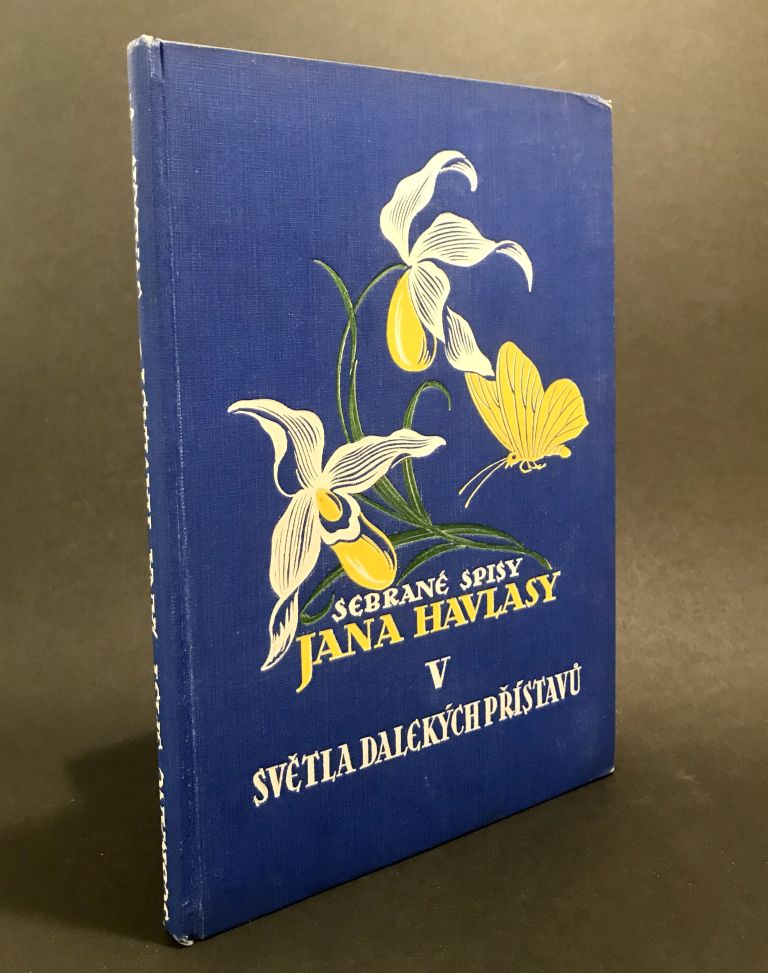 SEBRANÉ SPISY
JANA HAVLASY
V
SVĚTLA DALEKÝCH PŘÍSTAVŮ